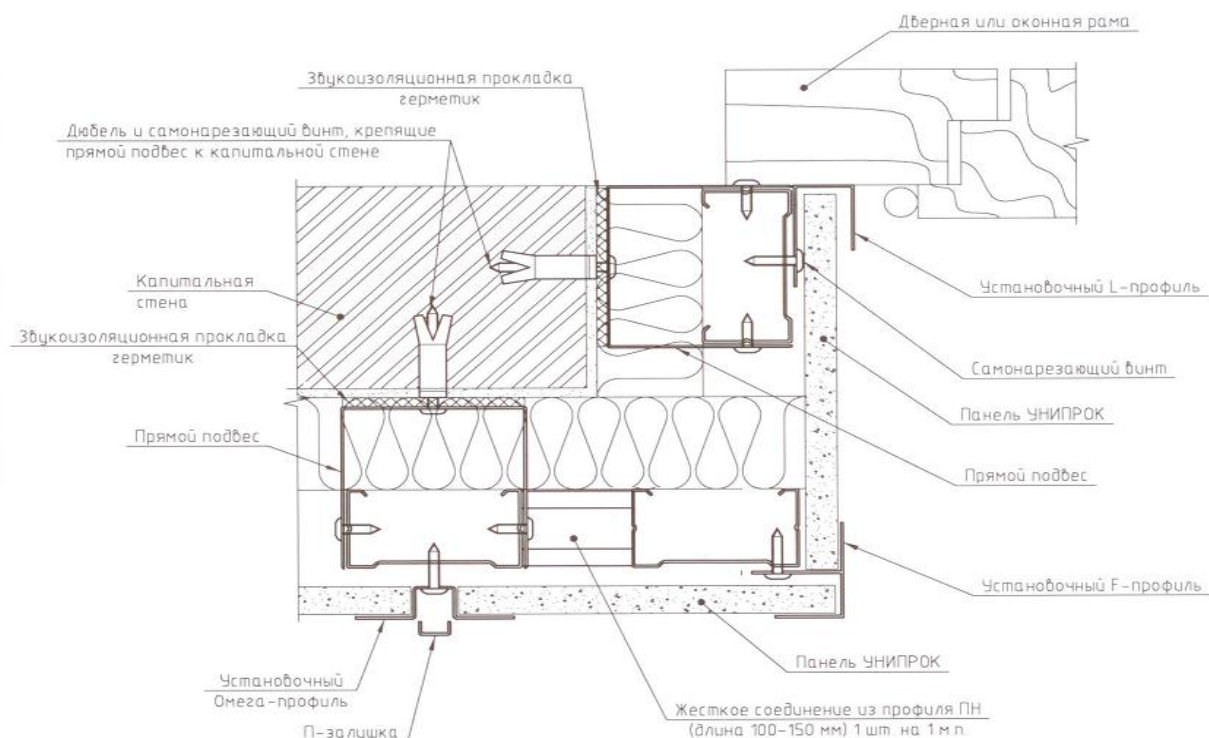 Дверная или оконная рама
Звукоизоляционная прокладка
герметик
Дюбель и самонарезающий винт, крепящие
прямой подвес к капитальной стене
Капитальная
стена
Звукоизоляционная прокладка
герметик
Прямой подвес
Установочный L-профиль
Самонарезающий винт
Панель УНИПРОК
Прямой подвес
Установочный F-профиль
Панель УНИПРОК
Установочный
Омега-профиль
П-залишка
Жесткое соединение из профиля ПН
(длина 100-150 мм) 1 шт. на 1 м.п.